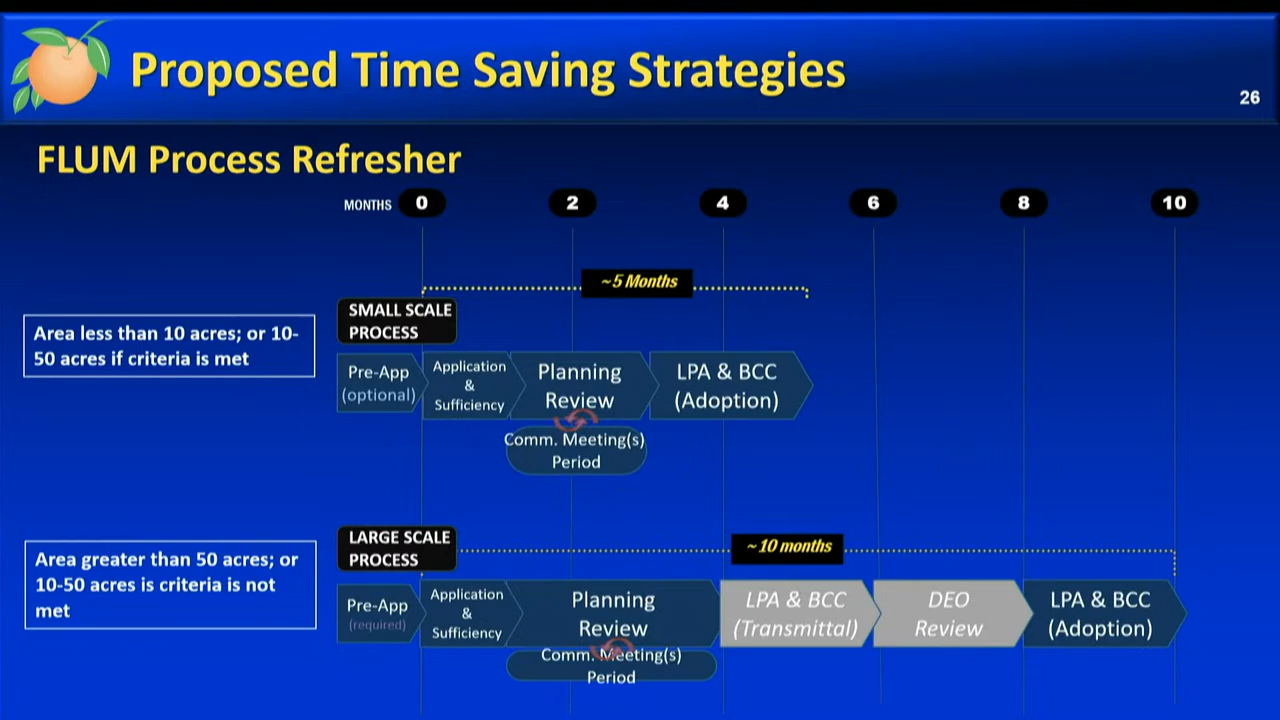 Proposed Time Saving Strategies
26
FLUM Process Refresher
MONTHS 0 2 4 6 8 10
~5 Months
SMALL SCALE
PROCESS
Area less than 10 acres; or 10-
50 acres if criteria is met
Pre-App
(optional)
Application
&
Sufficiency
Planning
Review
LPA & BCC
(Adoption)
Comm. Meeting(s)
Period
LARGE SCALE
PROCESS
~10 months
Area greater than 50 acres; or
10-50 acres is criteria is not
met
Pre-App
(required)
Application
&
Sufficiency
Planning
Review
LPA & BCC
(Transmittal)
DEO
Review
LPA & BCC
(Adoption)
Comm. Meeting(s)
Period